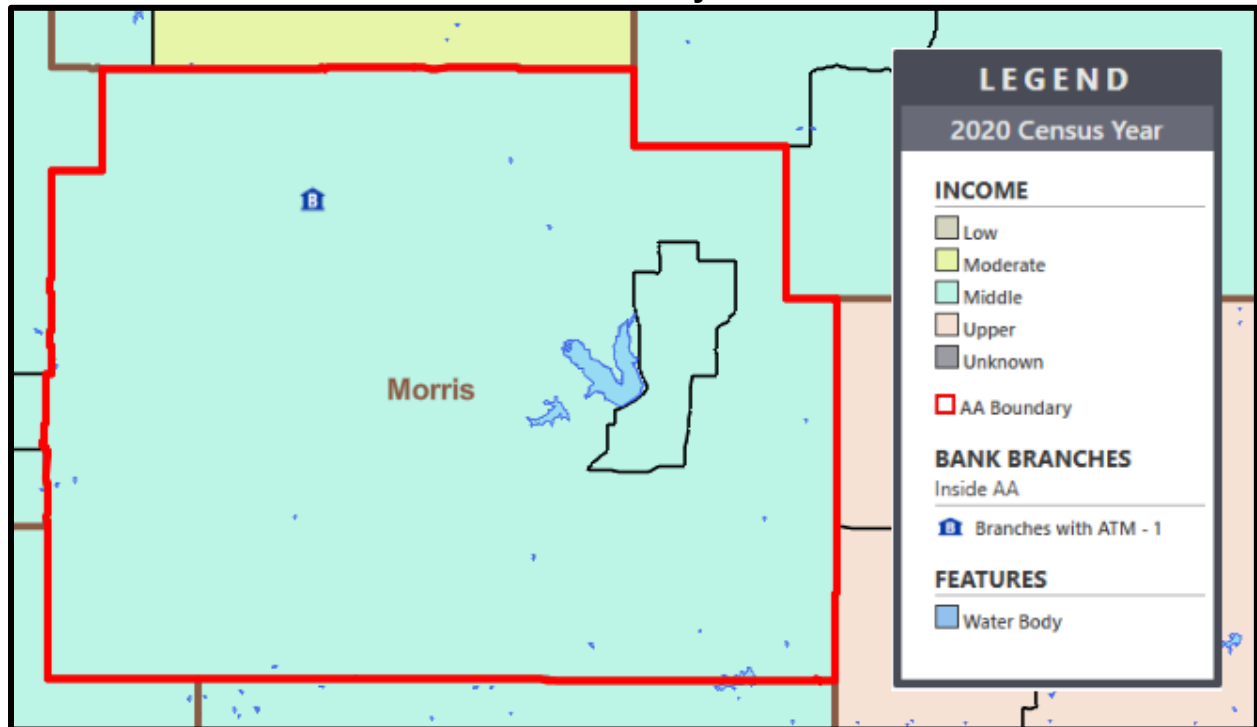 LEGEND
2020 Census Year
INCOME
Low
Moderate
Middle
Upper
Unknown
AA Boundary
BANK BRANCHES
Inside AA
B Branches with ATM - 1
FEATURES
Water Body
B
Morris